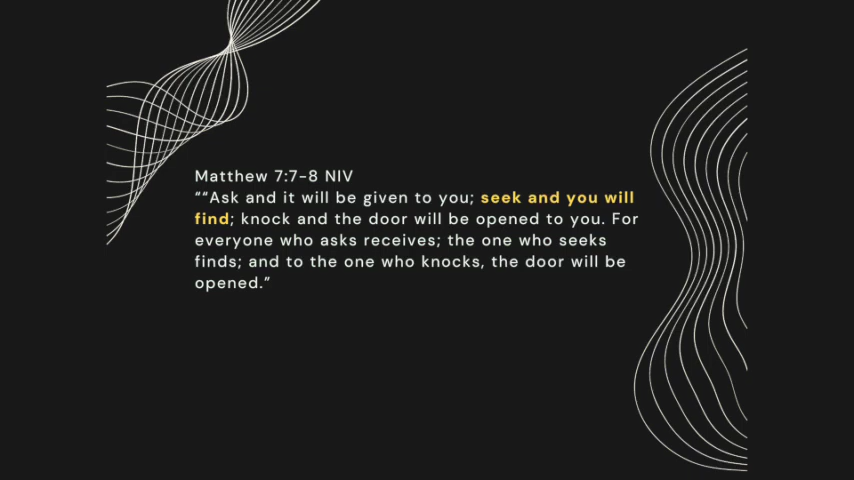 Matthew 7:7-8 NIV
““Ask and it will be given to you; seek and you will
find; knock and the door will be opened to you. For
everyone who asks receives; the one who seeks
finds; and to the one who knocks, the door will be
opened.”